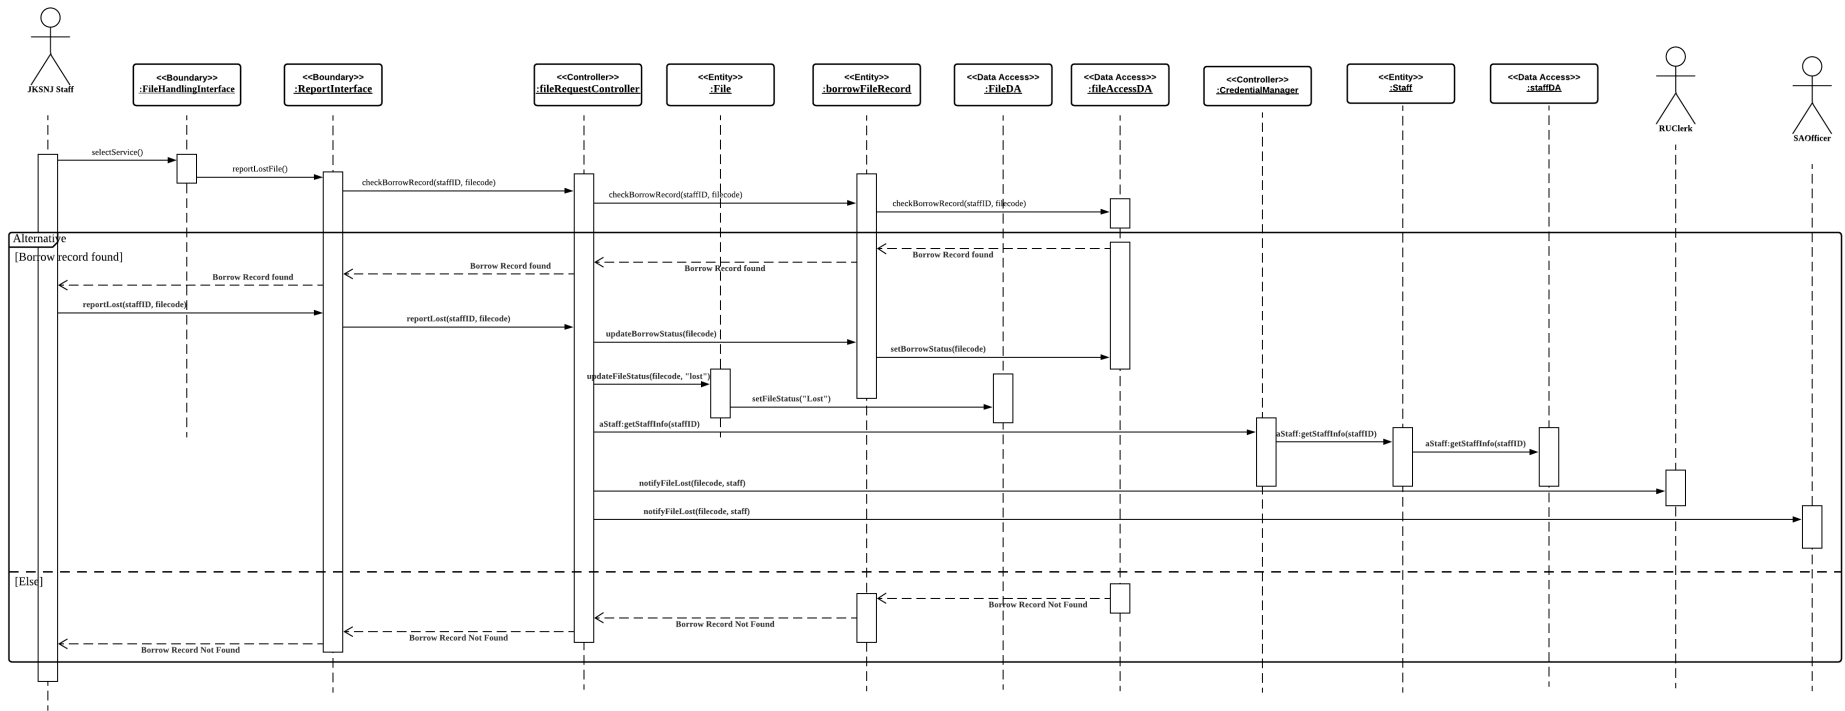 JKSNJ Staff
<<Boundary>>
:FileHandlingInterface
<<Boundary>>
:ReportInterface
<<Controller>>
:fileRequestController
<<Entity>>
:File
<<Entity>>
:borrowFileRecord
<<Data Access>>
:FileDA
<<Data Access>>
:fileAccessDA
<<Controller>>
:CredentialManager
<<Entity>>
:Staff
<<Data Access>>
:staffDA
RUClerk
SAOfficer
selectService()
reportLostFile()
checkBorrowRecord(staffID, filecode)
checkBorrowRecord(staffID, filecode)
checkBorrowRecord(staffID, filecode)
Alternative
[Borrow record found]
Borrow Record found
Borrow Record found
Borrow Record found
Borrow Record found
reportLost(staffID, filecode)
reportLost(staffID, filecode)
updateBorrowStatus(filecode)
setBorrowStatus(filecode)
updateFileStatus(filecode, "lost")
setFileStatus("Lost")
aStaff:getStaffInfo(staffID)
aStaff:getStaffInfo(staffID)
aStaff:getStaffInfo(staffID)
notifyFileLost(filecode, staff)
notifyFileLost(filecode, staff)
[Else]
Borrow Record Not Found
Borrow Record Not Found
Borrow Record Not Found
Borrow Record Not Found